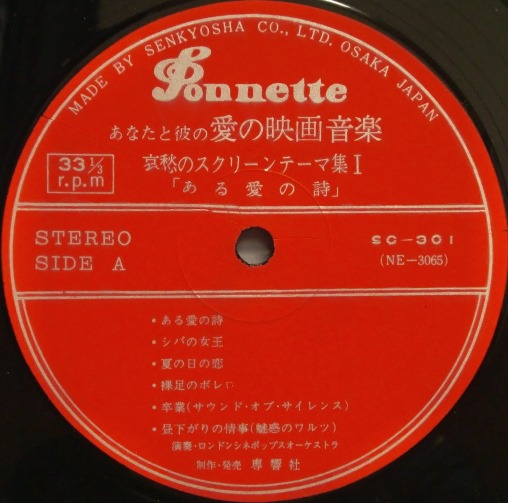 MADE BY SENKYOSHA CO., LTD. OSAKA JAPAN
Ponnette
あなたと彼の愛の映画音楽
哀愁のスクリーンテーマ集I
「ある愛の詩」
33 1/3
r.p.m
STEREO
SIDE A
SC-301
(NE-3065)
・ある愛の詩
・シバの女王
・夏の日の恋
・裸足のボレロ
・卒業(サウンド・オブ・サイレンス)
・昼下がりの情事(魅惑のワルツ)
演奏・ロンドンシネポップスオーケストラ
制作・発売 専響社